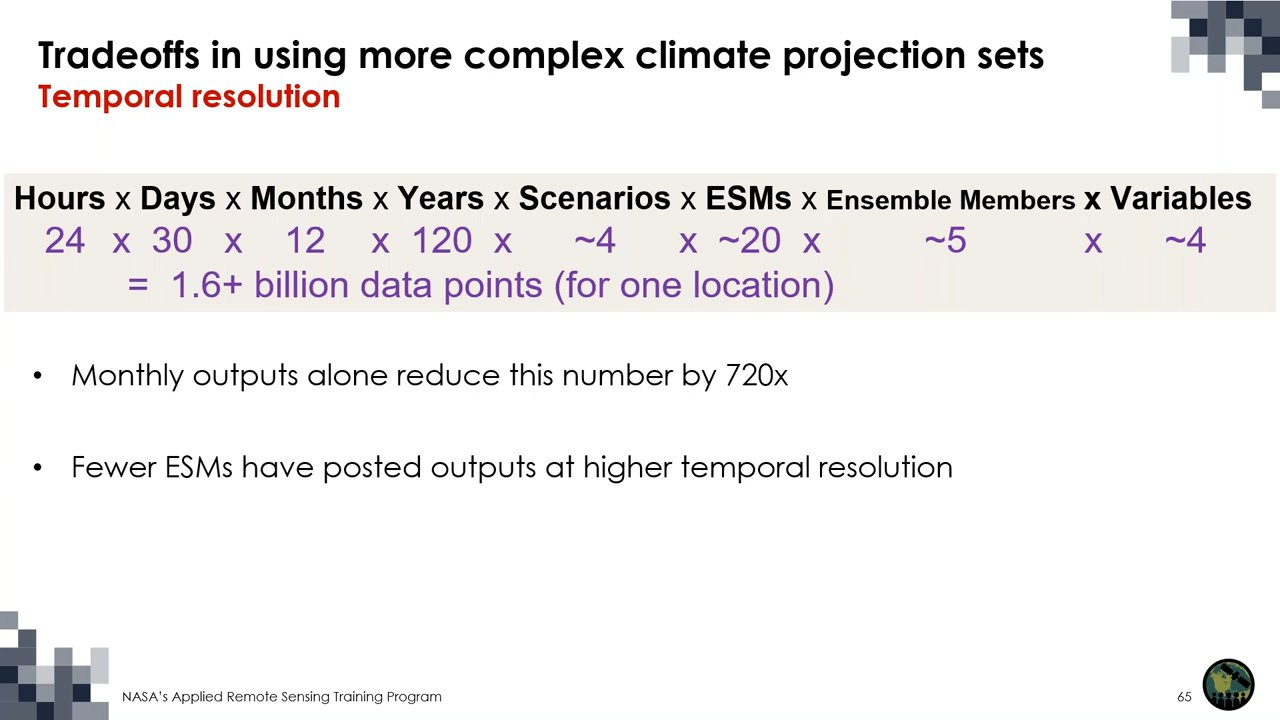 Tradeoffs in using more complex climate projection sets
Temporal resolution
Hours x Days x Months x Years x Scenarios x ESMs x Ensemble Members x Variables
24 x 30 x 12 x 120 x ~4 x ~20 x ~5 x ~4
= 1.6+ billion data points (for one location)
• Monthly outputs alone reduce this number by 720x
• Fewer ESMs have posted outputs at higher temporal resolution
NASA's Applied Remote Sensing Training Program
65